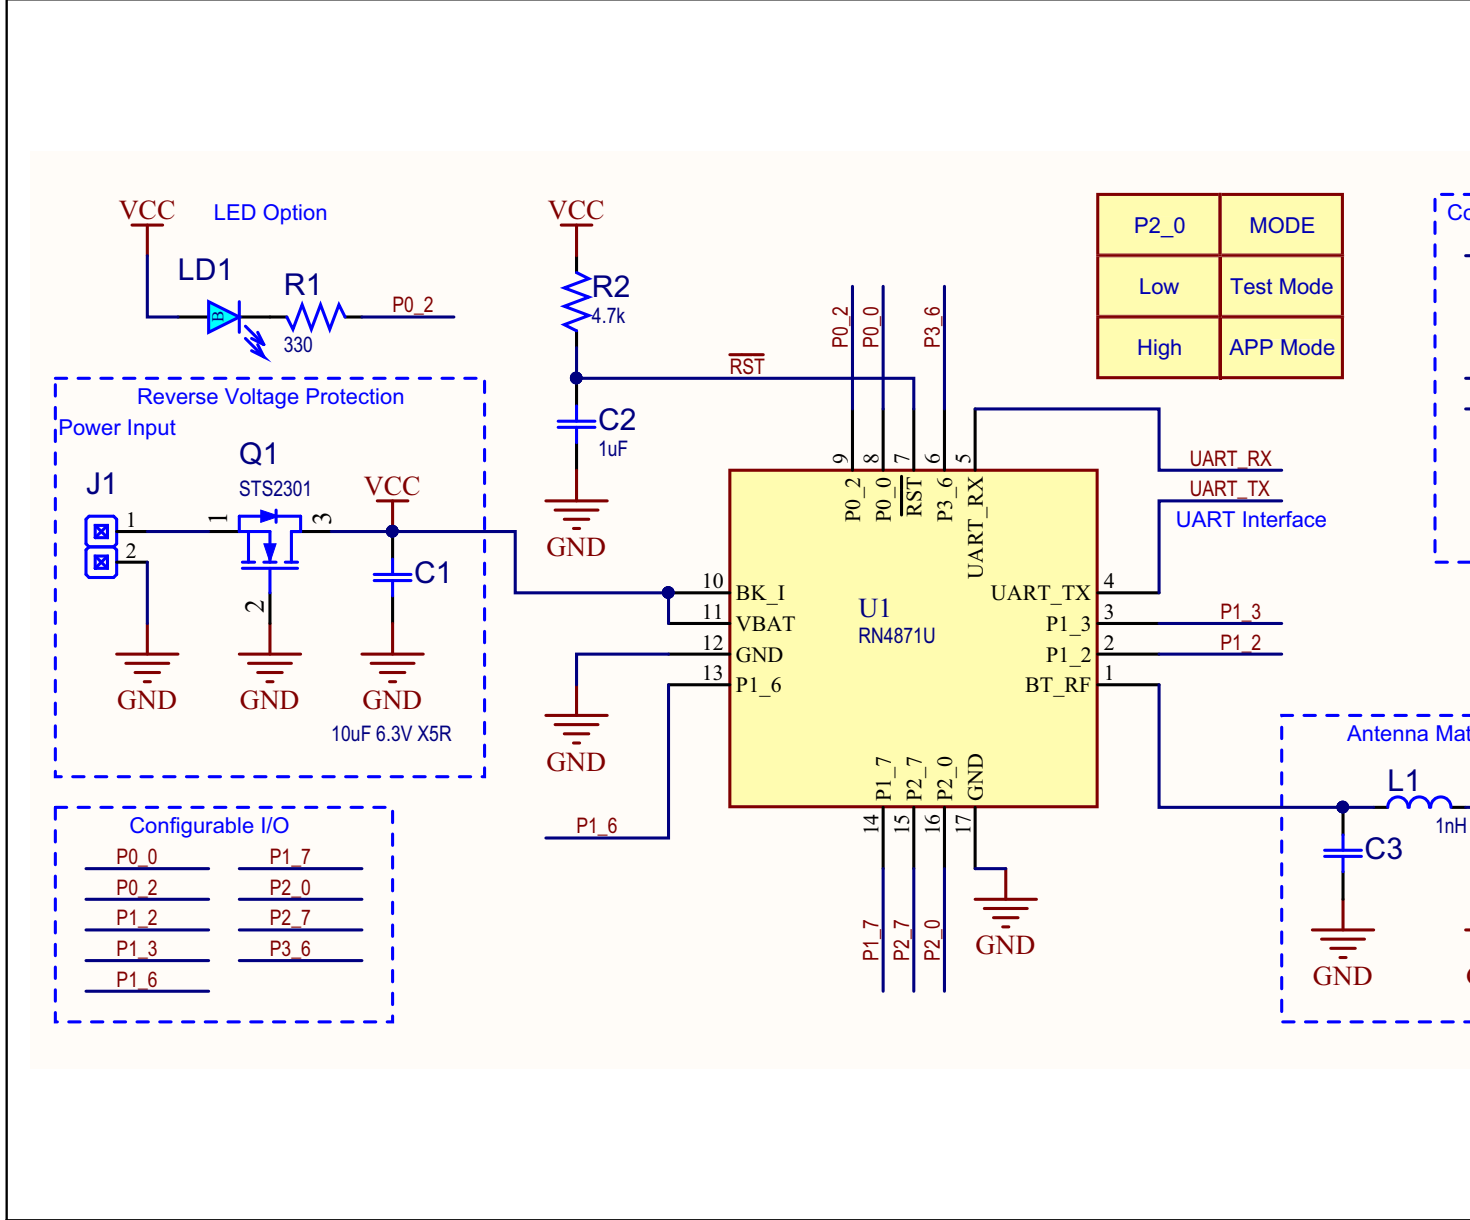 VCC
LED Option
LD1
B
R1
330
P0_2
Reverse Voltage Protection
Power Input
J1
1
2
Q1
STS2301
1
3
2
VCC
C1
GND
GND
GND
10uF 6.3V X5R
Configurable I/O
P0_0
P0_2
P1_2
P1_3
P1_6
P1_7
P2_0
P2_7
P3_6
VCC
R2
4.7k
RST
C2
1uF
GND
P0_2
P0_0
P3_6
9
8
7
6
5
P0_2
P0_0
RST
P3_6
UART_RX
10
BK_I
11
VBAT
12
GND
13
P1_6
U1
RN4871U
UART_TX
4
P1_3
3
P1_2
2
BT_RF
1
P1_7
P2_7
P2_0
GND
14
15
16
17
P1_7
P2_7
P2_0
GND
GND
P1_6
P2_0 MODE
Low Test Mode
High APP Mode
UART_RX
UART_TX
UART Interface
P1_3
P1_2
Antenna Mat
L1
1nH
C3
GND